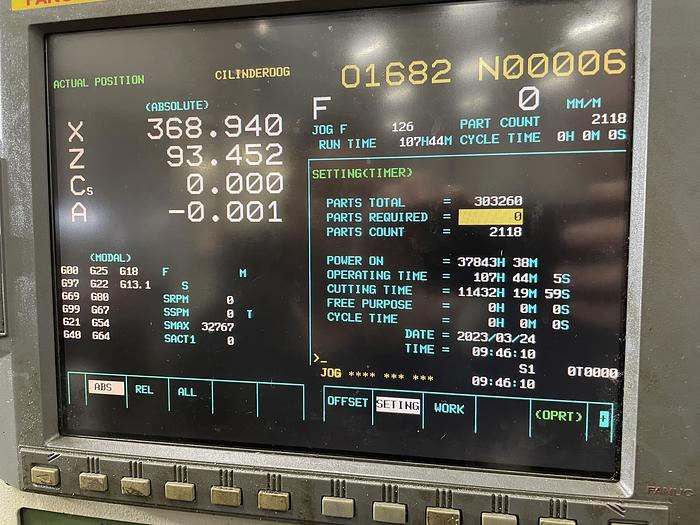 ACTUAL POSITION CILINDEROOG O1682 N00006
(ABSOLUTE) F 0 MM/M
X 368.940
Z 93.452
Cs 0.000
A -0.001
JOG F 126 PART COUNT 2118
RUN TIME 107H44M CYCLE TIME 0H 0M 0S
SETTING(TIMER)
PARTS TOTAL = 303260
PARTS REQUIRED = 0
PARTS COUNT = 2118
POWER ON = 37843H 38M
OPERATING TIME = 107H 44M 5S
CUTTING TIME = 11432H 19M 59S
FREE PURPOSE = 0H 0M 0S
CYCLE TIME = 0H 0M 0S
DATE = 2023/03/24
TIME = 09:46:10
(MODAL)
G00 G25 G18 F M
G97 G22 G13.1 S
G69 G80 SRPM 0
G99 G67 SSPM 0 T
G21 G54 SMAX 32767
G40 G64 SACT1 0
>_
S1 0T0000
JOG **** *** *** 09:46:10
ABS REL ALL
OFFSET SETING WORK (OPRT) +
FANUC